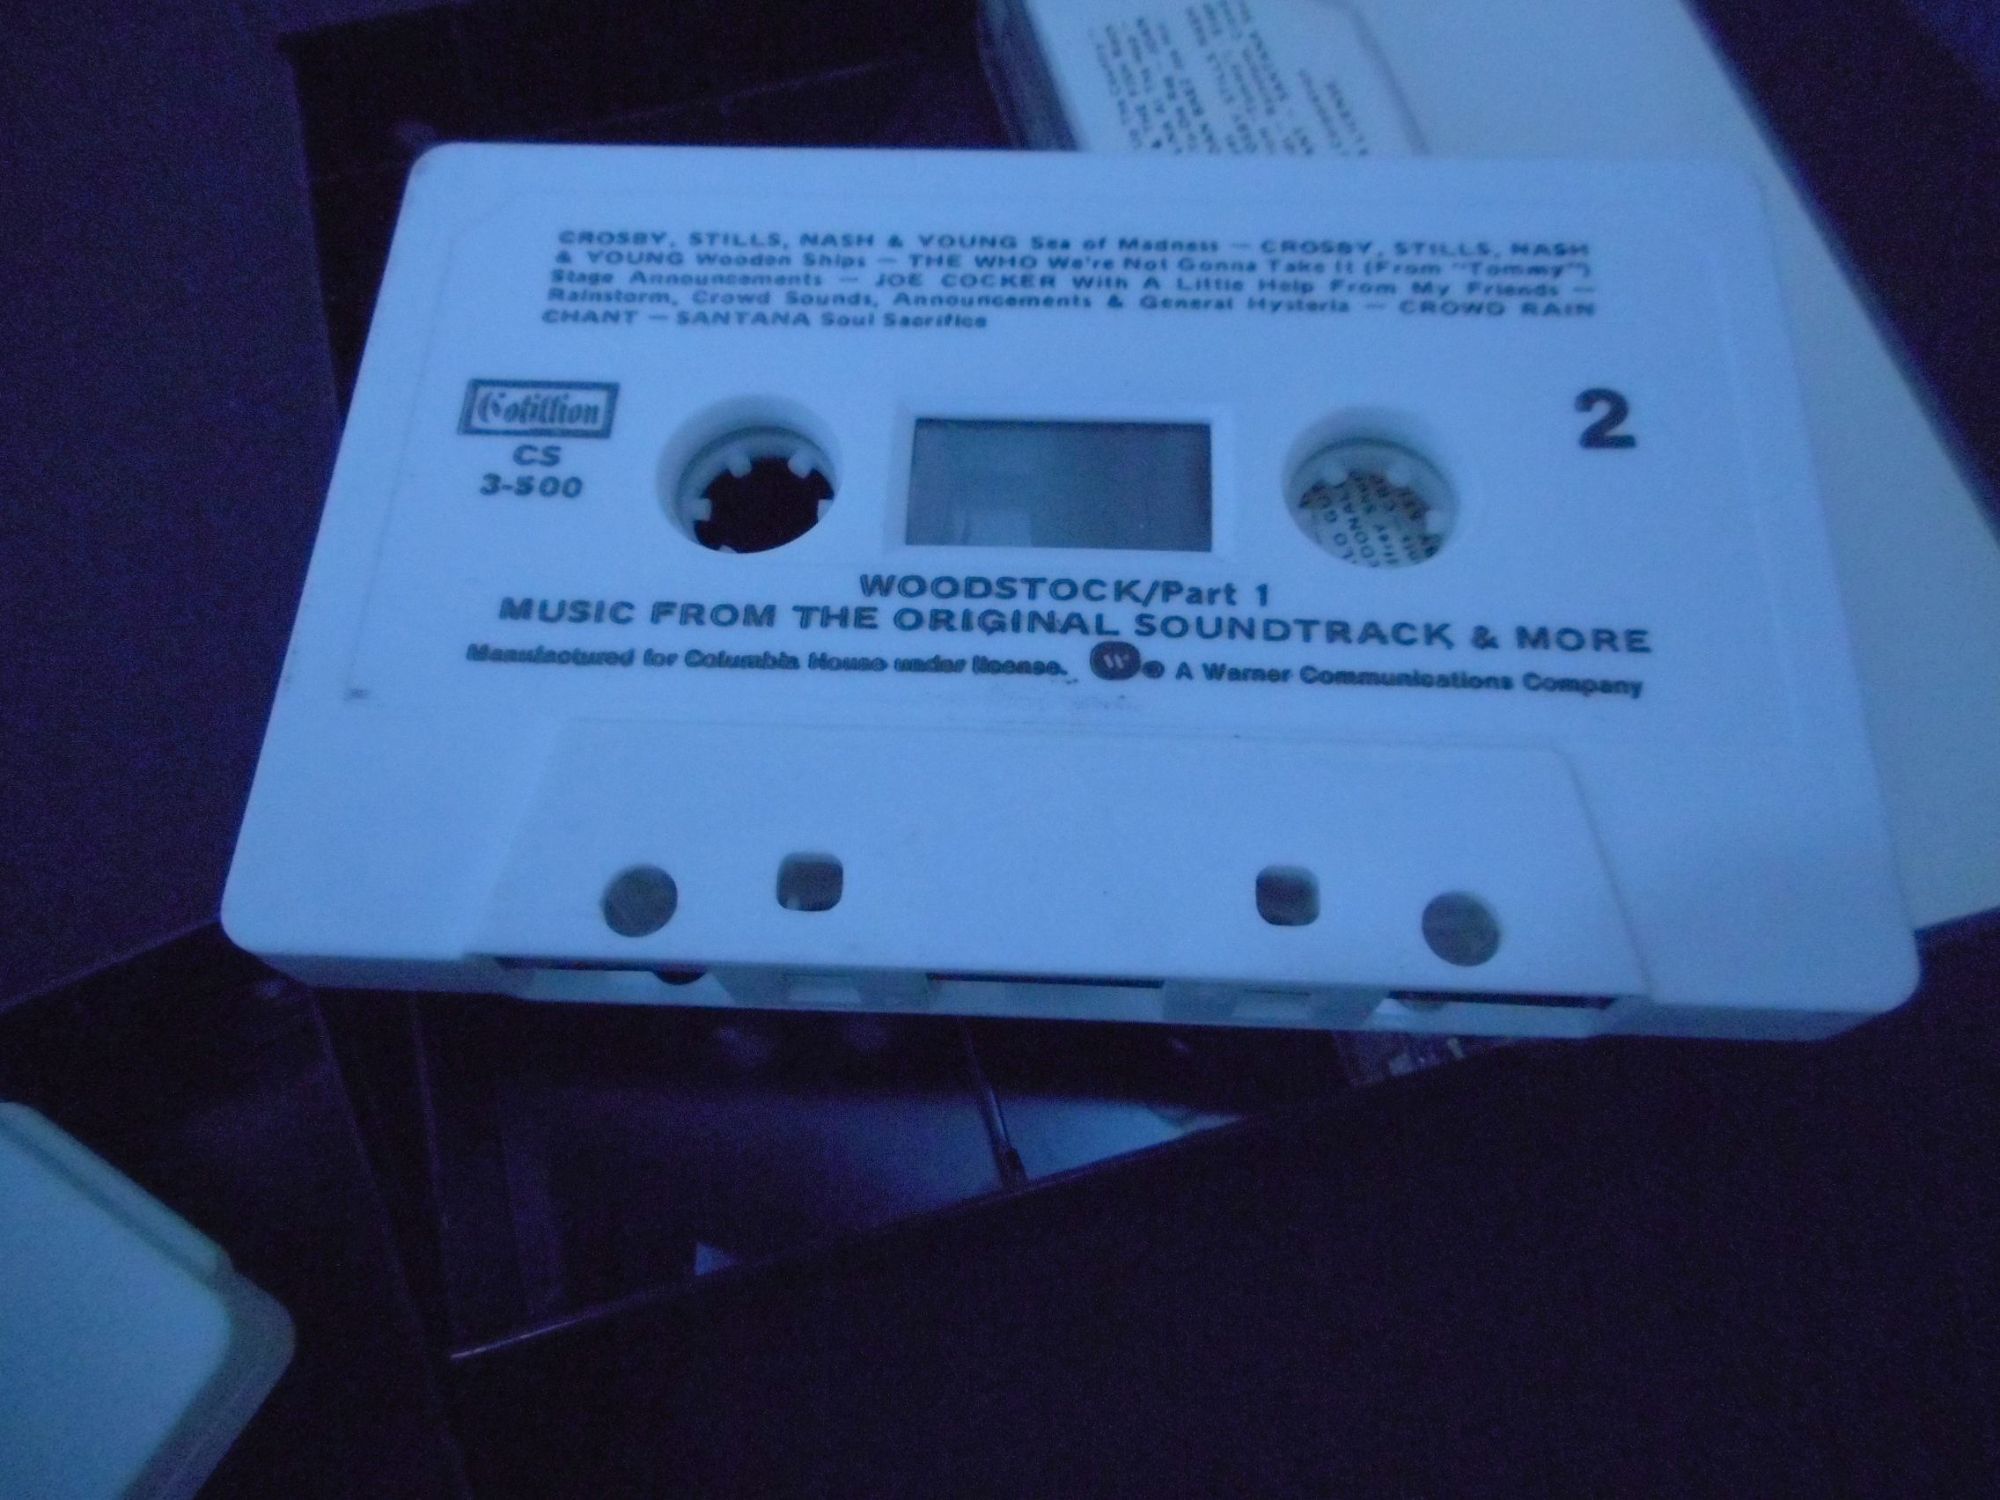 CROSBY, STILLS, NASH & YOUNG Sea of Madness — CROSBY, STILLS, NASH
& YOUNG Wooden Ships — THE WHO We're Not Gonna Take It (From "Tommy")
Stage Announcements — JOE COCKER With A Little Help From My Friends —
Rainstorm, Crowd Sounds, Announcements & General Hysteria — CROWD RAIN
CHANT — SANTANA Soul Sacrifice
Cotillion
CS
3-500
2
WOODSTOCK/Part 1
MUSIC FROM THE ORIGINAL SOUNDTRACK & MORE
Manufactured for Columbia House under license. W ® A Warner Communications Company